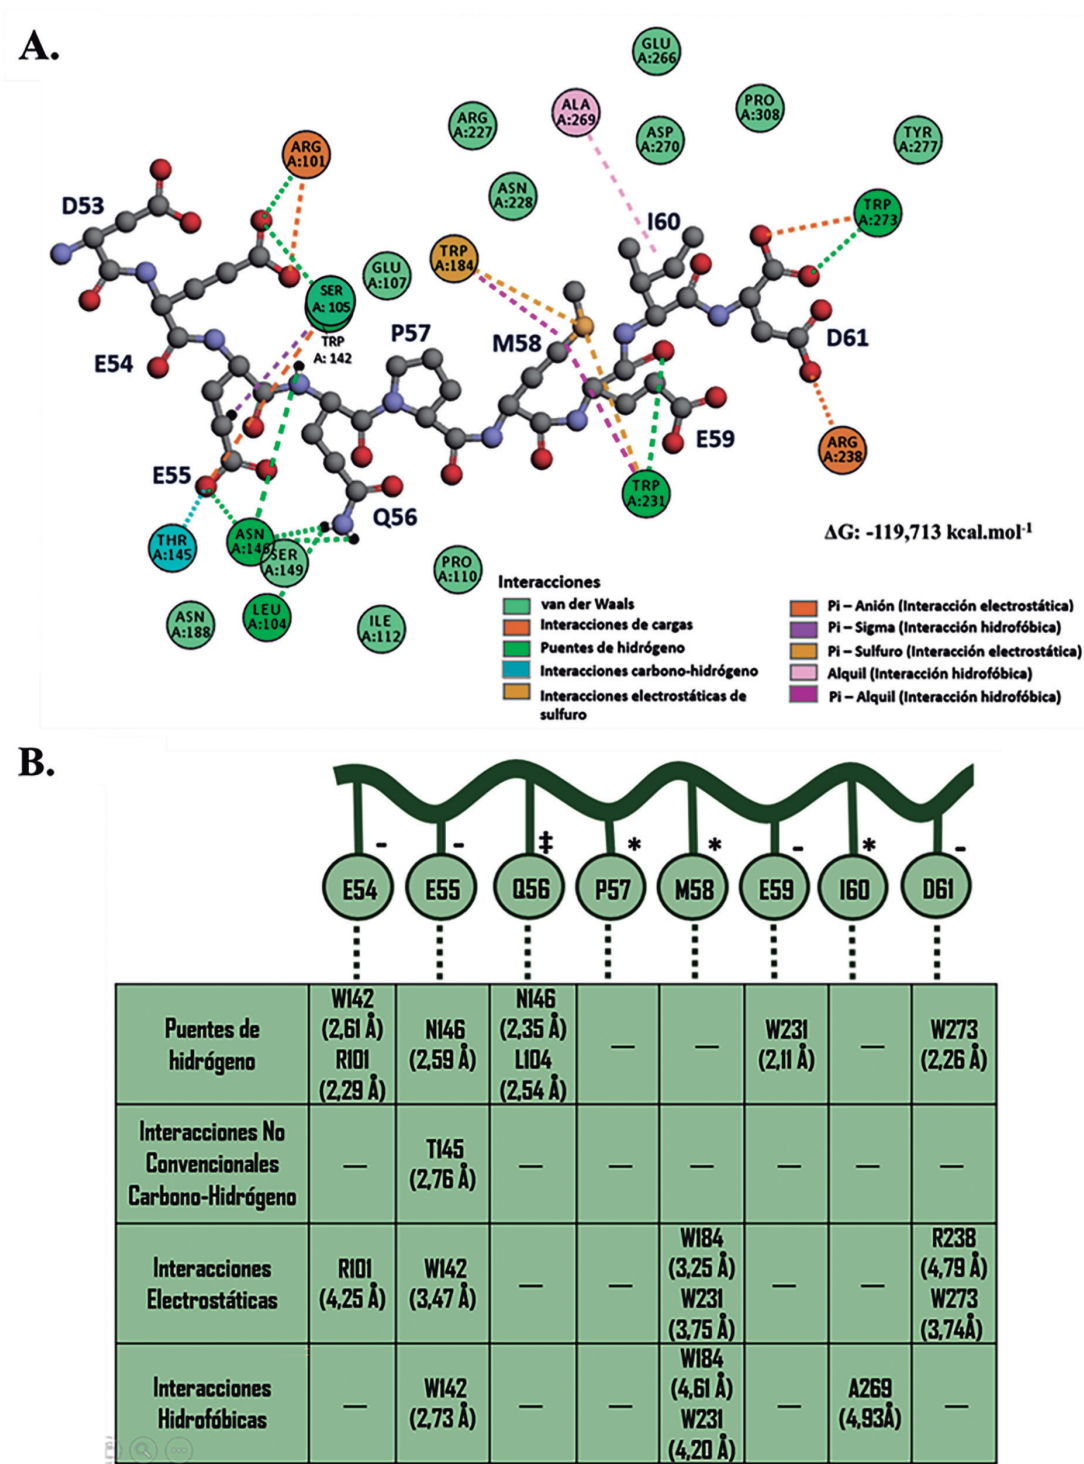 A.
GLU
A:266
ALA
A:269
PRO
A:308
ARG
A:227
ASP
A:270
TYR
A:277
ARG
A:101
ASN
A:228
D53
TRP
A:273
I60
TRP
A:184
GLU
A:107
SER
A: 105
TRP
A: 142
P57
M58
D61
E54
E59
ARG
A:238
E55
Q56
TRP
A:231
THR
A:145
ASN
A:146
SER
A:149
PRO
A:110
ΔG: -119,713 kcal.mol-1
ASN
A:188
LEU
A:104
ILE
A:112
Interacciones
van der Waals
Interacciones de cargas
Puentes de hidrógeno
Interacciones carbono-hidrógeno
Interacciones electrostáticas de
sulfuro
Pi – Anión (Interacción electrostática)
Pi – Sigma (Interacción hidrofóbica)
Pi – Sulfuro (Interacción electrostática)
Alquil (Interacción hidrofóbica)
Pi – Alquil (Interacción hidrofóbica)
B.
- - ‡ * * - * -
E54 E55 Q56 P57 M58 E59 I60 D61
Puentes de
hidrógeno
W142
(2,61 Å)
R101
(2,29 Å)
N146
(2,59 Å)
N146
(2,35 Å)
L104
(2,54 Å)
—
—
W231
(2,11 Å)
—
W273
(2,26 Å)
Interacciones No
Convencionales
Carbono-Hidrógeno
—
T145
(2,76 Å)
—
—
—
—
—
—
Interacciones
Electrostáticas
R101
(4,25 Å)
W142
(3,47 Å)
—
—
W184
(3,25 Å)
W231
(3,75 Å)
—
—
R238
(4,79 Å)
W273
(3,74Å)
Interacciones
Hidrofóbicas
—
W142
(2,73 Å)
—
—
W184
(4,61 Å)
W231
(4,20 Å)
—
A269
(4,93Å)
—